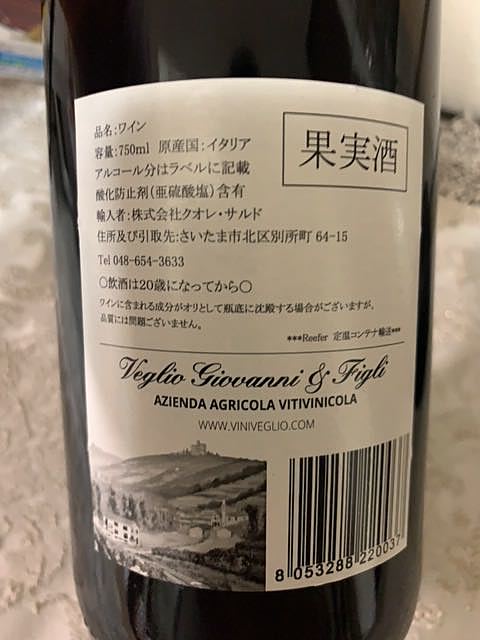 品名:ワイン
容量:750ml 原産国:イタリア
アルコール分はラベルに記載
酸化防止剤(亜硫酸塩)含有
果実酒
輸入者:株式会社クオレ・サルド
住所及び引取先:さいたま市北区別所町 64-15
Tel 048-654-3633
〇飲酒は20歳になってから〇
ワインに含まれる成分がオリとして瓶底に沈殿する場合がございますが、
品質には問題ございません。
***Reefer 定温コンテナ輸送***
Veglio Giovanni & Figli
AZIENDA AGRICOLA VITIVINICOLA
WWW.VINIVEGLIO.COM
8 053288 220037